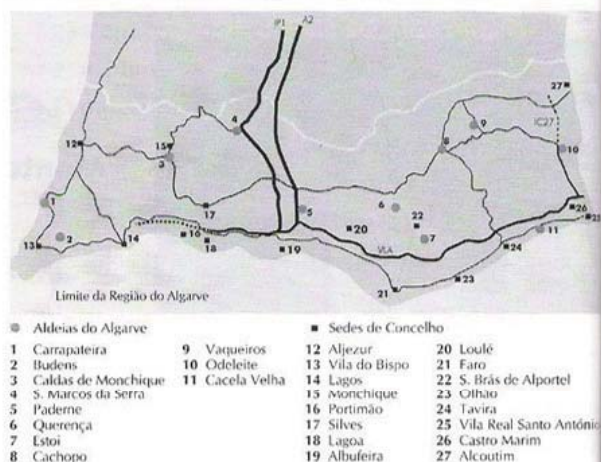 IP1 A2
27
4
IC27
12
15
3
9
8
10
1
17
6
5
22
20
7
26
25
13
2
14
16
18
19
VLA
11
24
23
21
Limite da Região do Algarve
Aldeias do Algarve
1 Carrapateira
2 Budens
3 Caldas de Monchique
4 S. Marcos da Serra
5 Paderne
6 Querença
7 Estoi
8 Cachopo
9 Vaqueiros
10 Odeleite
11 Cacela Velha
Sedes de Concelho
12 Aljezur
13 Vila do Bispo
14 Lagos
15 Monchique
16 Portimão
17 Silves
18 Lagoa
19 Albufeira
20 Loulé
21 Faro
22 S. Brás de Alportel
23 Olhão
24 Tavira
25 Vila Real Santo António
26 Castro Marim
27 Alcoutim